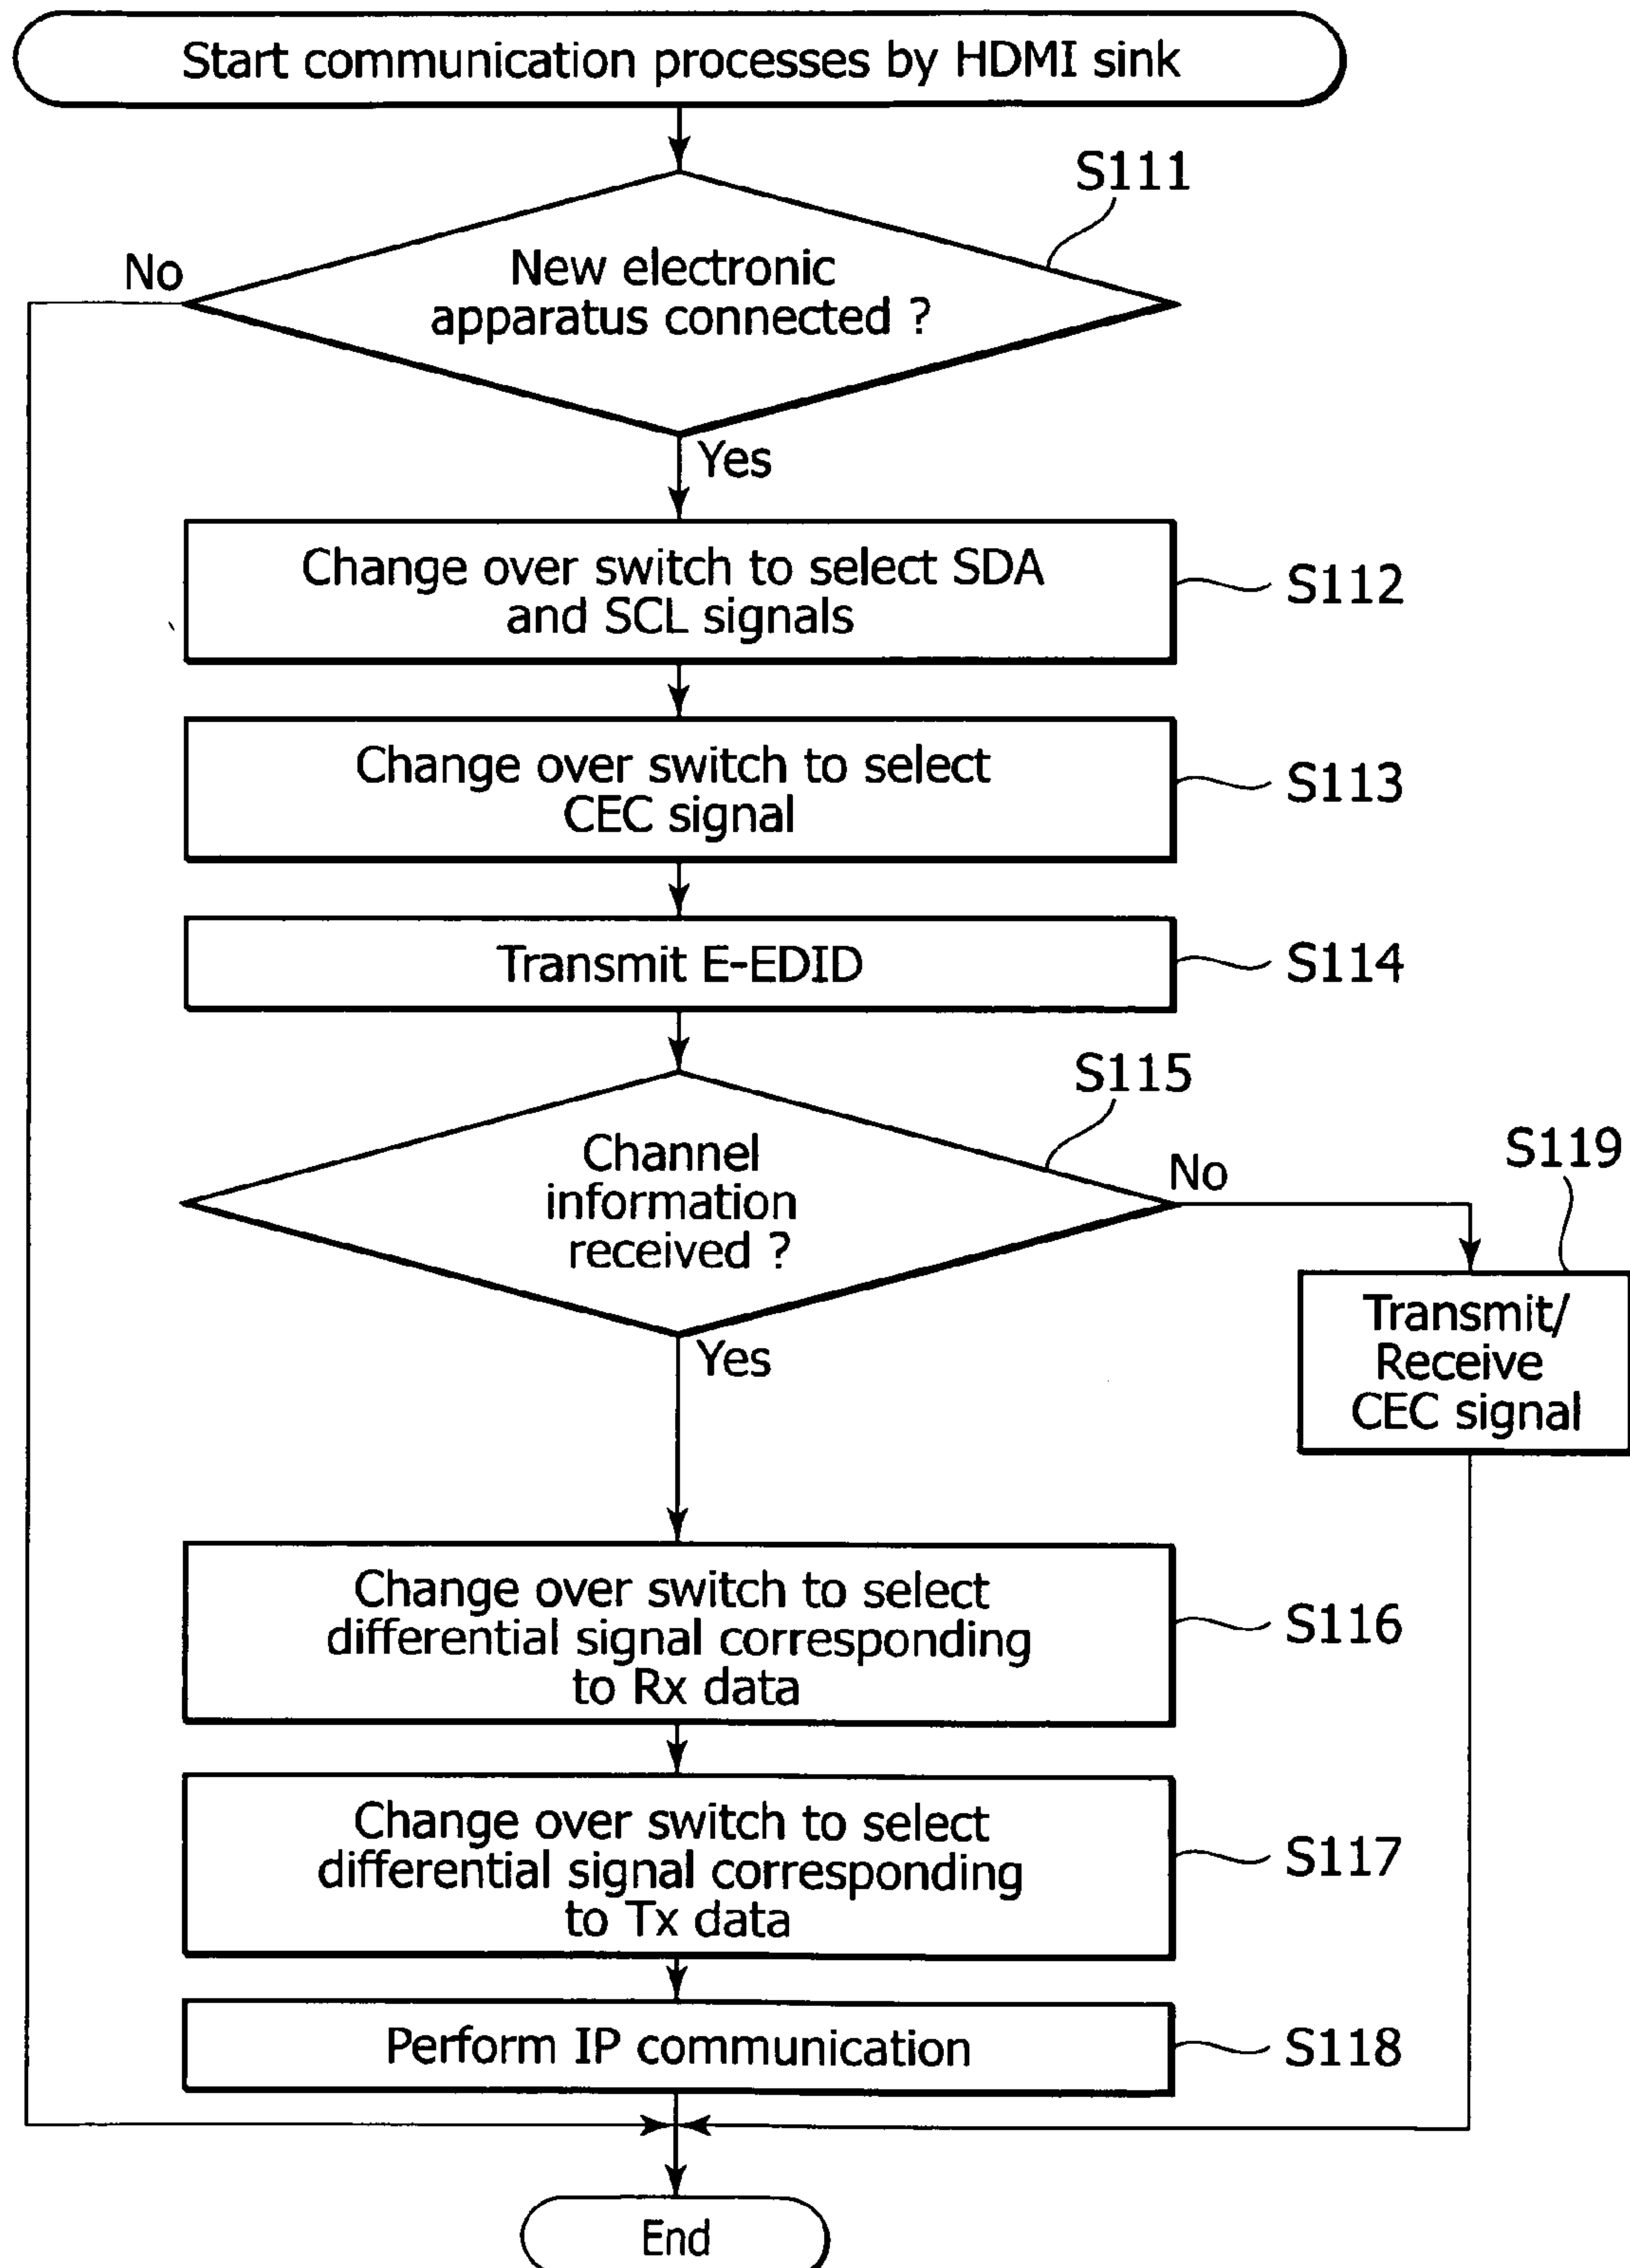 Start communication processes by HDMI sink
S111
No
New electronic
apparatus connected ?
Yes
Change over switch to select SDA
and SCL signals
S112
Change over switch to select
CEC signal
S113
Transmit E-EDID
S114
S115
Channel
information
received ?
No
S119
Yes
Transmit/
Receive
CEC signal
Change over switch to select
differential signal corresponding
to Rx data
S116
Change over switch to select
differential signal corresponding
to Tx data
S117
Perform IP communication
S118
End